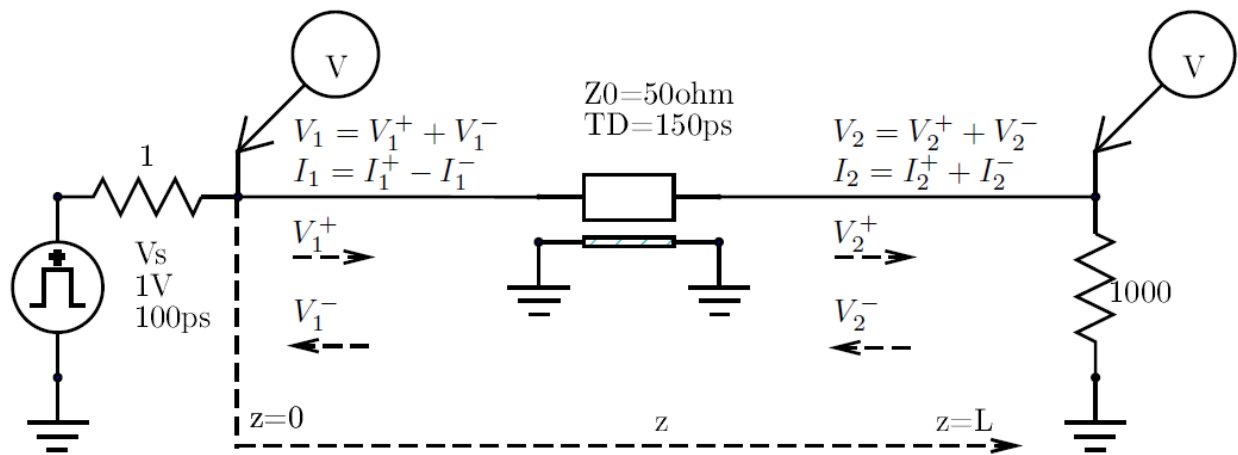 V
V
Z0=50ohm
TD=150ps
1
V₁ = V₁⁺ + V₁⁻
I₁ = I₁⁺ − I₁⁻
V₂ = V₂⁺ + V₂⁻
I₂ = I₂⁺ + I₂⁻
V₁⁺
V₂⁺
Vs
1V
100ps
V₁⁻
V₂⁻
1000
z=0
z
z=L